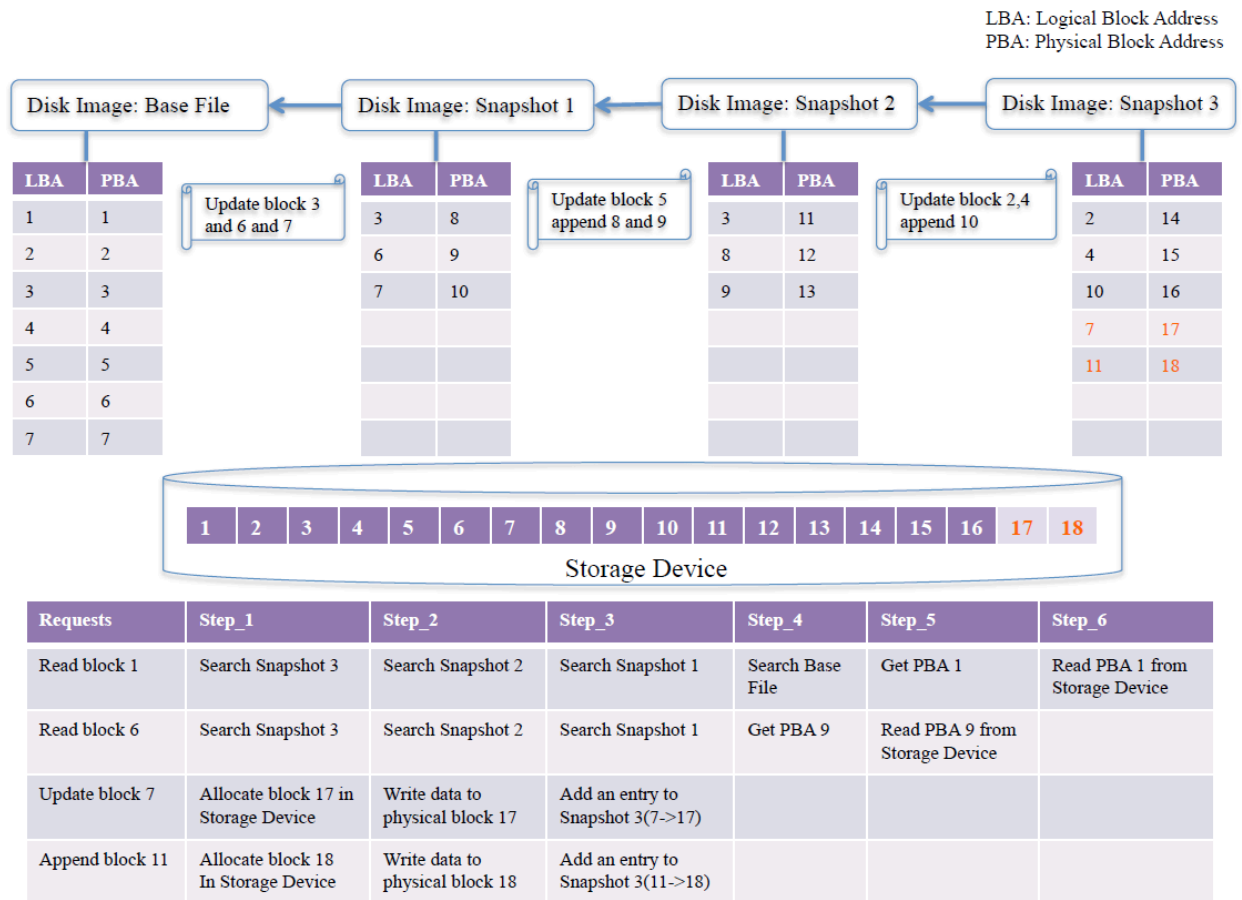 LBA: Logical Block Address
PBA: Physical Block Address
Disk Image: Base File
Disk Image: Snapshot 1
Disk Image: Snapshot 2
Disk Image: Snapshot 3
LBA PBA
1 1
2 2
3 3
4 4
5 5
6 6
7 7
Update block 3
and 6 and 7
LBA PBA
3 8
6 9
7 10
Update block 5
append 8 and 9
LBA PBA
3 11
8 12
9 13
Update block 2,4
append 10
LBA PBA
2 14
4 15
10 16
7 17
11 18
1 2 3 4 5 6 7 8 9 10 11 12 13 14 15 16 17 18
Storage Device
Requests Step_1 Step_2 Step_3 Step_4 Step_5 Step_6
Read block 1
Search Snapshot 3
Search Snapshot 2
Search Snapshot 1
Search Base
File
Get PBA 1
Read PBA 1 from
Storage Device
Read block 6
Search Snapshot 3
Search Snapshot 2
Search Snapshot 1
Get PBA 9
Read PBA 9 from
Storage Device
Update block 7
Allocate block 17 in
Storage Device
Write data to
physical block 17
Add an entry to
Snapshot 3(7->17)
Append block 11
Allocate block 18
In Storage Device
Write data to
physical block 18
Add an entry to
Snapshot 3(11->18)